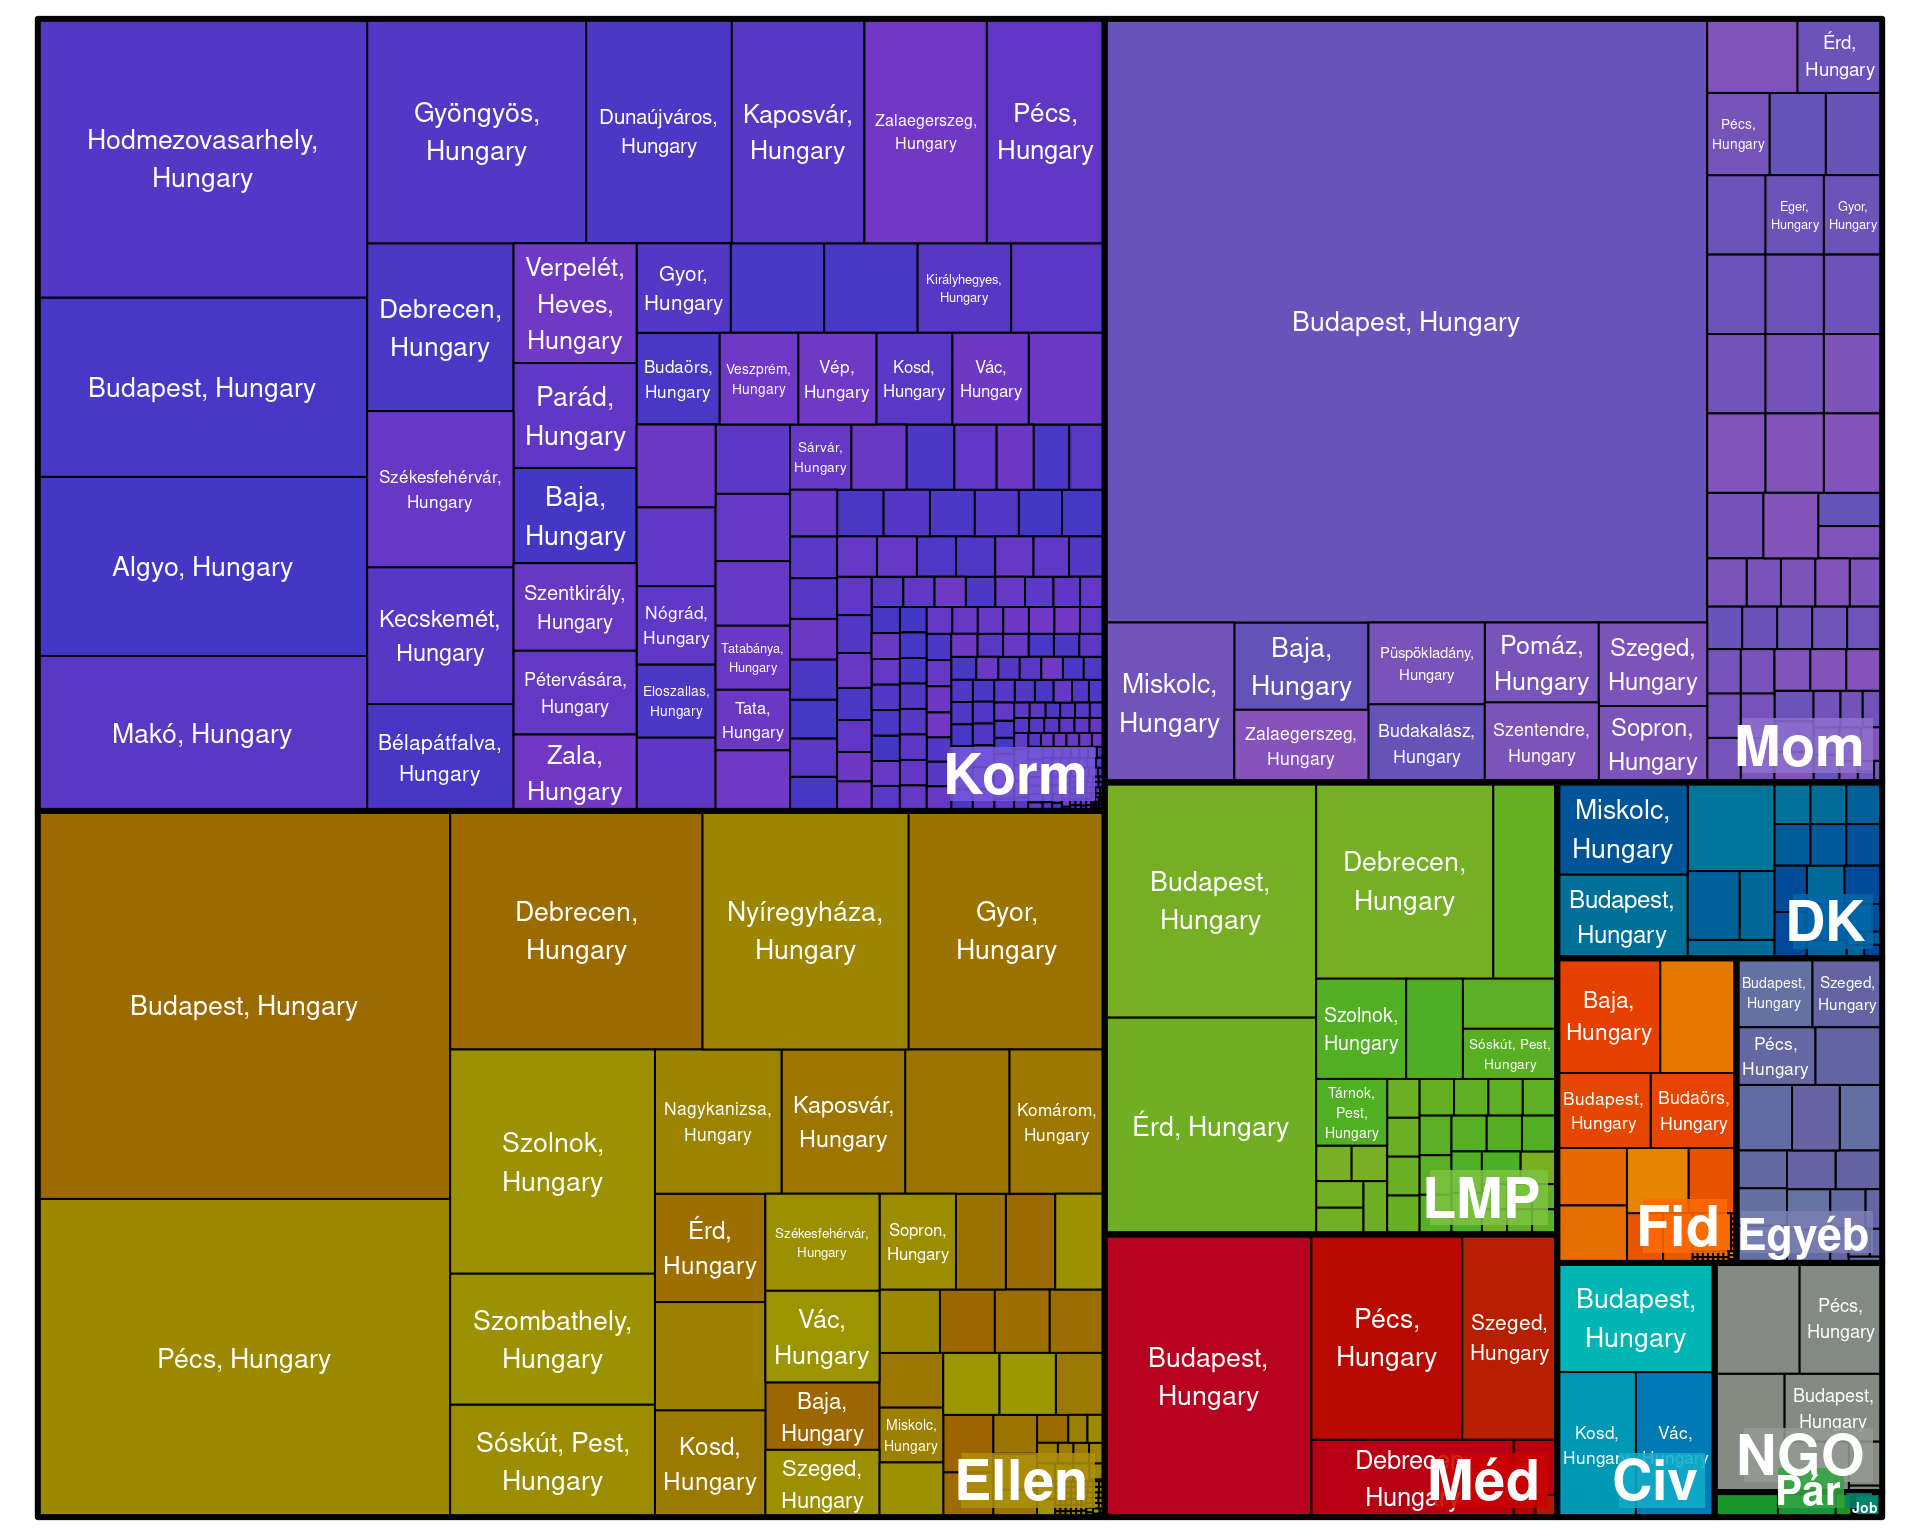 Hodmezovasarhely,
Hungary
Budapest, Hungary
Algyo, Hungary
Makó, Hungary
Gyöngyös,
Hungary
Dunaújváros,
Hungary
Kaposvár,
Hungary
Zalaegerszeg,
Hungary
Pécs,
Hungary
Debrecen,
Hungary
Székesfehérvár,
Hungary
Kecskemét,
Hungary
Bélapátfalva,
Hungary
Verpelét,
Heves,
Hungary
Parád,
Hungary
Baja,
Hungary
Szentkirály,
Hungary
Pétervására,
Hungary
Zala,
Hungary
Gyor,
Hungary
Királyhegyes,
Hungary
Budaörs,
Hungary
Veszprém,
Hungary
Vép,
Hungary
Kosd,
Hungary
Vác,
Hungary
Sárvár,
Hungary
Nógrád,
Hungary
Eloszallas,
Hungary
Tatabánya,
Hungary
Tata,
Hungary
Korm
Budapest, Hungary
Érd,
Hungary
Pécs,
Hungary
Eger,
Hungary
Gyor,
Hungary
Miskolc,
Hungary
Baja,
Hungary
Zalaegerszeg,
Hungary
Püspökladány,
Hungary
Budakalász,
Hungary
Pomáz,
Hungary
Szentendre,
Hungary
Szeged,
Hungary
Sopron,
Hungary
Mom
Budapest, Hungary
Pécs, Hungary
Debrecen,
Hungary
Nyíregyháza,
Hungary
Gyor,
Hungary
Szolnok,
Hungary
Szombathely,
Hungary
Sóskút, Pest,
Hungary
Nagykanizsa,
Hungary
Kaposvár,
Hungary
Komárom,
Hungary
Érd,
Hungary
Kosd,
Hungary
Székesfehérvár,
Hungary
Vác,
Hungary
Baja,
Hungary
Szeged,
Hungary
Sopron,
Hungary
Miskolc,
Hungary
Ellen
Budapest,
Hungary
Érd, Hungary
Debrecen,
Hungary
Szolnok,
Hungary
Sóskút, Pest,
Hungary
Tárnok,
Pest,
Hungary
LMP
Budapest,
Hungary
Pécs,
Hungary
Szeged,
Hungary
Debrecen,
Hungary
Méd
Miskolc,
Hungary
Budapest,
Hungary
DK
Baja,
Hungary
Budapest,
Hungary
Budaörs,
Hungary
Fid
Budapest,
Hungary
Szeged,
Hungary
Pécs,
Hungary
Egyéb
Budapest,
Hungary
Kosd,
Hungary
Vác,
Hungary
Civ
Pécs,
Hungary
Budapest,
Hungary
NGO
Pár
Job